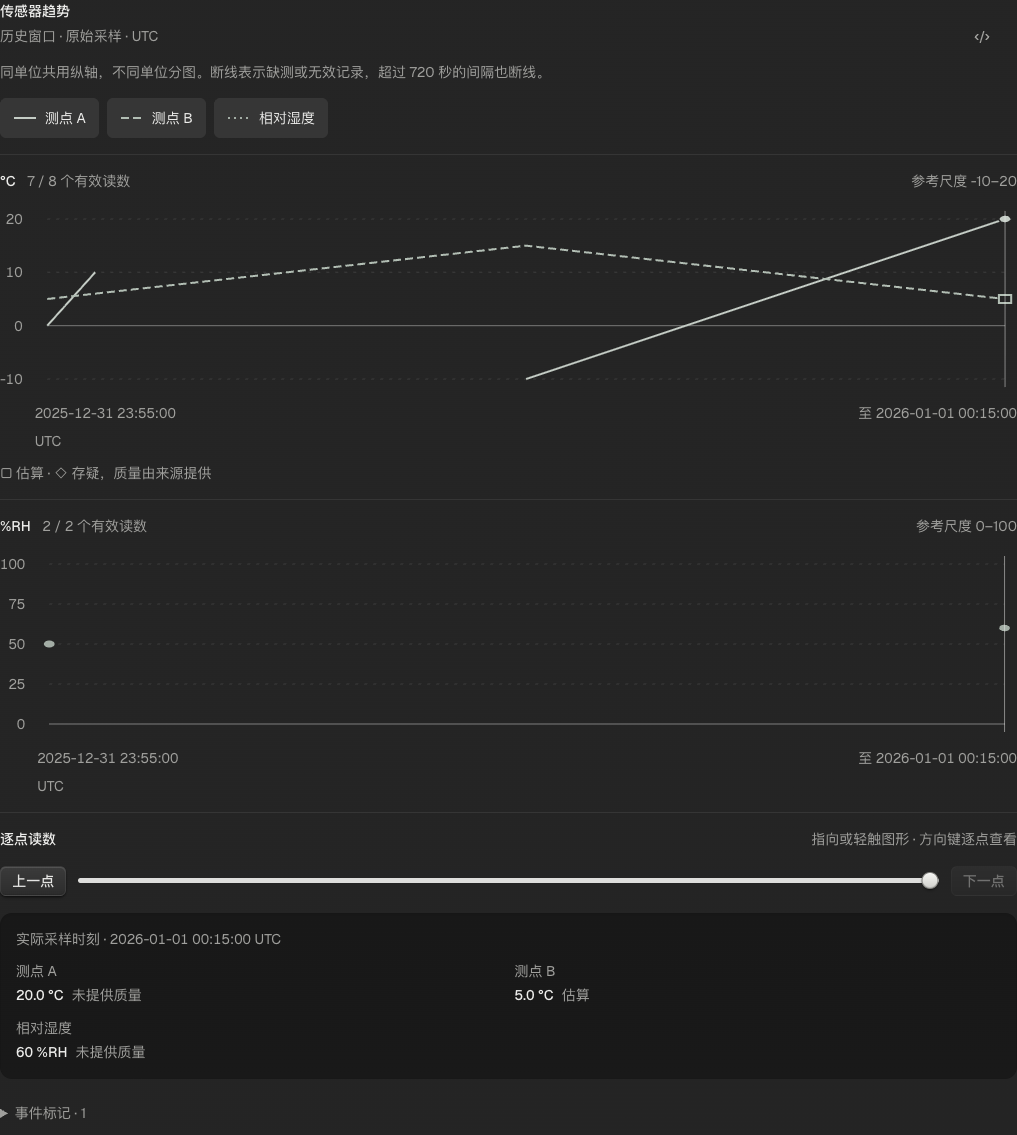 传感器趋势
历史窗口 · 原始采样 · UTC
</>
同单位共用纵轴，不同单位分图。断线表示缺测或无效记录，超过 720 秒的间隔也断线。
测点 A 测点 B 相对湿度
°C 7 / 8 个有效读数 参考尺度 -10–20
20
10
0
-10
2025-12-31 23:55:00 至 2026-01-01 00:15:00
UTC
▢ 估算 · ◇ 存疑，质量由来源提供
%RH 2 / 2 个有效读数 参考尺度 0–100
100
75
50
25
0
2025-12-31 23:55:00 至 2026-01-01 00:15:00
UTC
逐点读数 指向或轻触图形 · 方向键逐点查看
上一点 下一点
实际采样时刻 · 2026-01-01 00:15:00 UTC
测点 A 测点 B
20.0 °C 未提供质量 5.0 °C 估算
相对湿度
60 %RH 未提供质量
▶ 事件标记 · 1